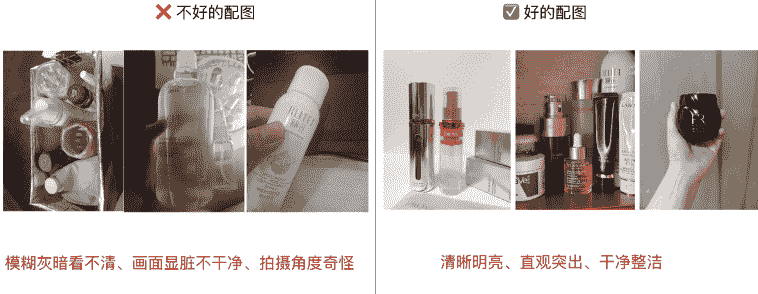 ❌ 不好的配图
☑ 好的配图
模糊灰暗看不清、画面显脏不干净、拍摄角度奇怪
清晰明亮、直观突出、干净整洁